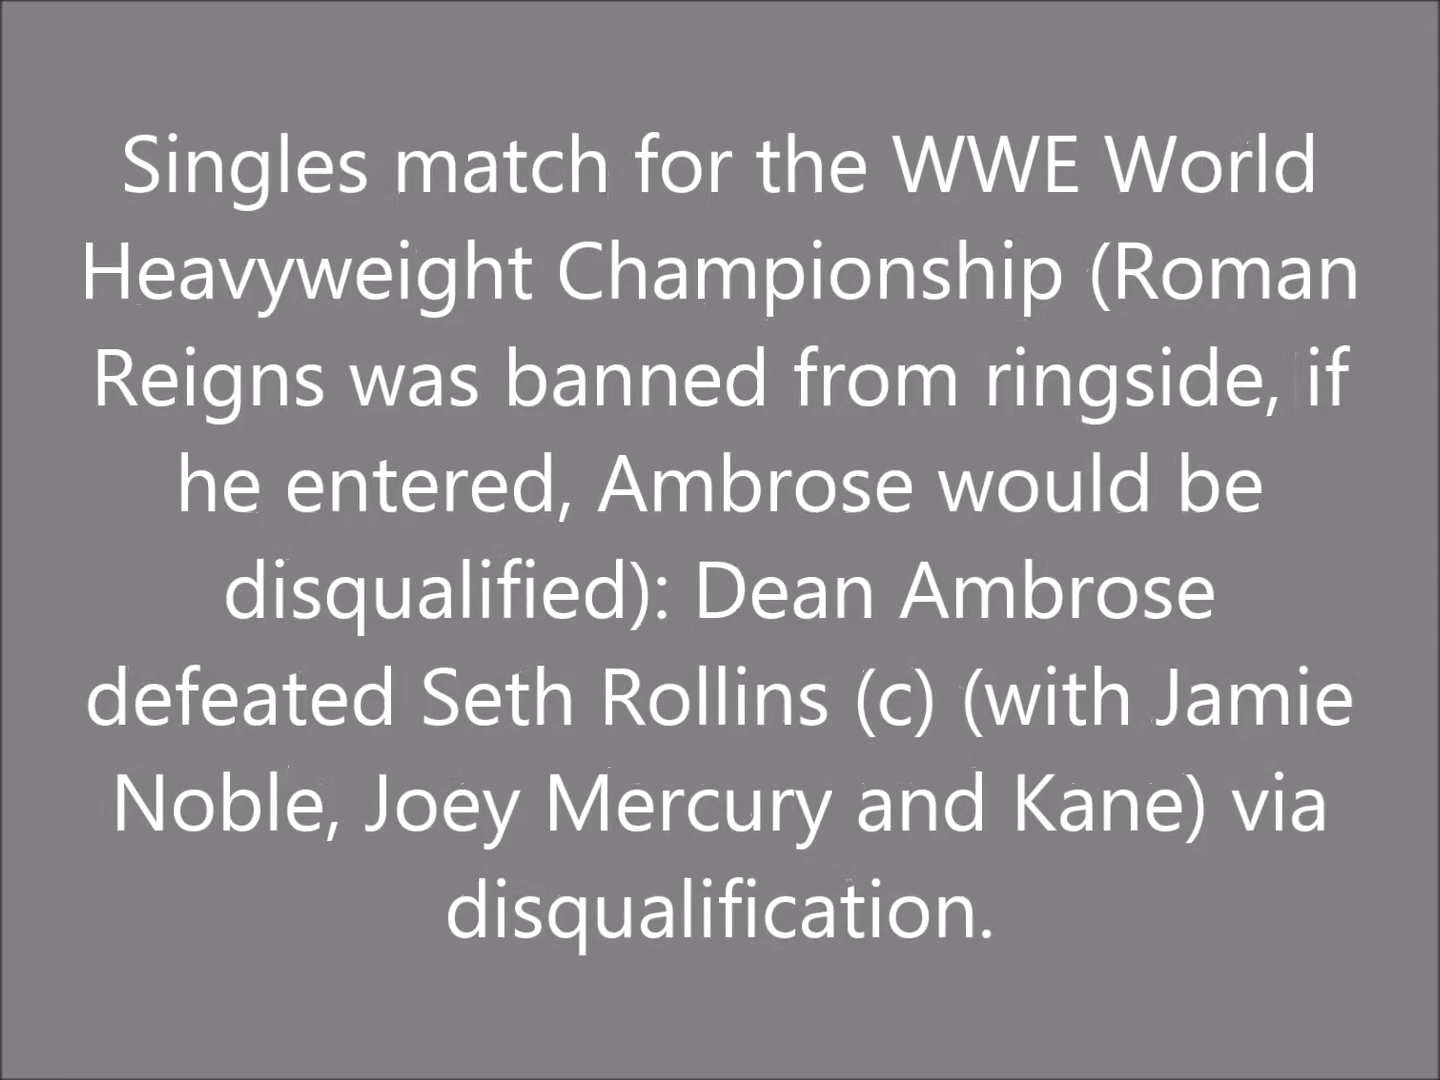 Singles match for the WWE World
Heavyweight Championship (Roman
Reigns was banned from ringside, if
he entered, Ambrose would be
disqualified): Dean Ambrose
defeated Seth Rollins (c) (with Jamie
Noble, Joey Mercury and Kane) via
disqualification.